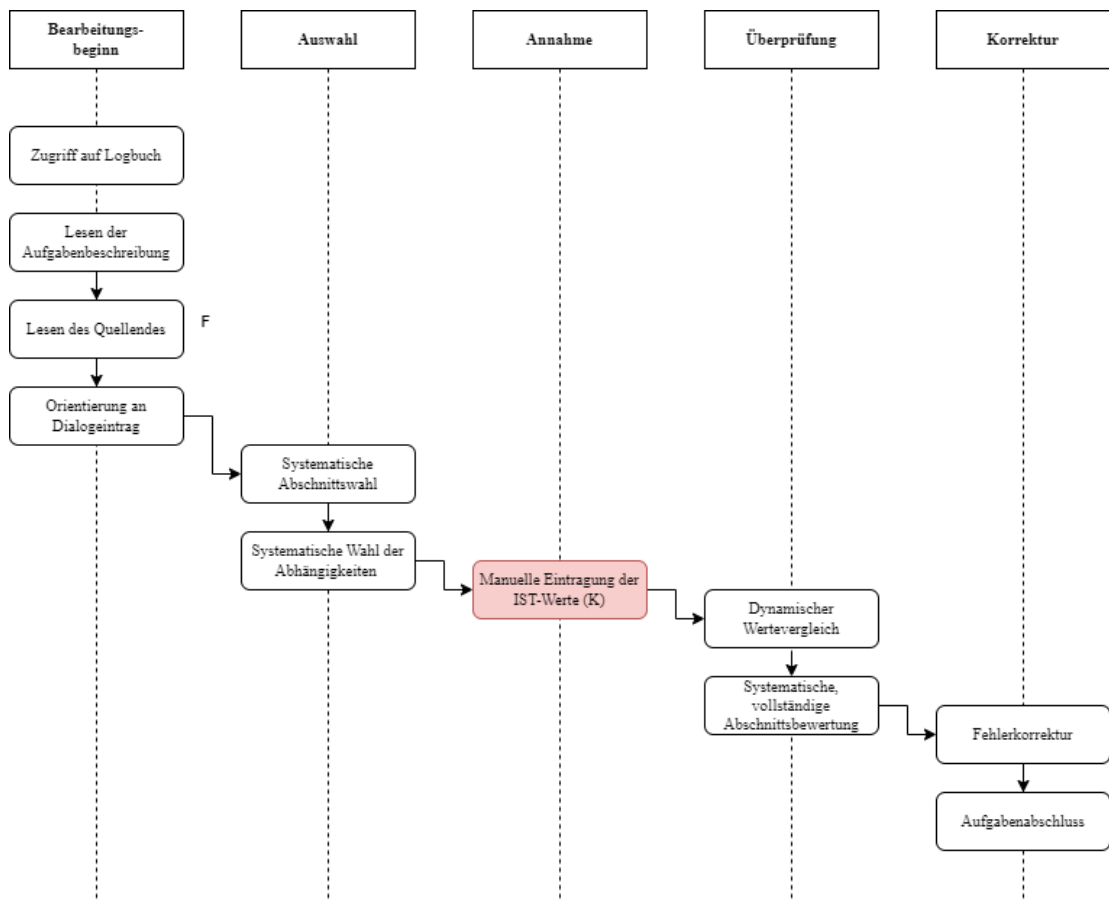 Bearbeitungs-
beginn
Auswahl
Annahme
Überprüfung
Korrektur
Zugriff auf Logbuch
Lesen der
Aufgabenbeschreibung
Lesen des Quellendes
F
Orientierung an
Dialogeintrag
Systematische
Abschnittswahl
Systematische Wahl der
Abhängigkeiten
Manuelle Eintragung der
IST-Werte (K)
Dynamischer
Wertevergleich
Systematische,
vollständige
Abschnittsbewertung
Fehlerkorrektur
Aufgabenabschluss